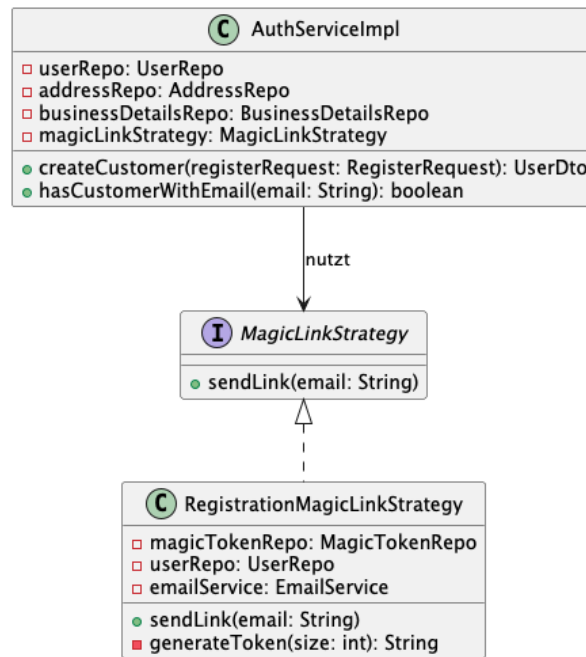 C AuthServiceImpl
userRepo: UserRepo
addressRepo: AddressRepo
businessDetailsRepo: BusinessDetailsRepo
magicLinkStrategy: MagicLinkStrategy
createCustomer(registerRequest: RegisterRequest): UserDto
hasCustomerWithEmail(email: String): boolean
nutzt
I MagicLinkStrategy
sendLink(email: String)
C RegistrationMagicLinkStrategy
magicTokenRepo: MagicTokenRepo
userRepo: UserRepo
emailService: EmailService
sendLink(email: String)
generateToken(size: int): String